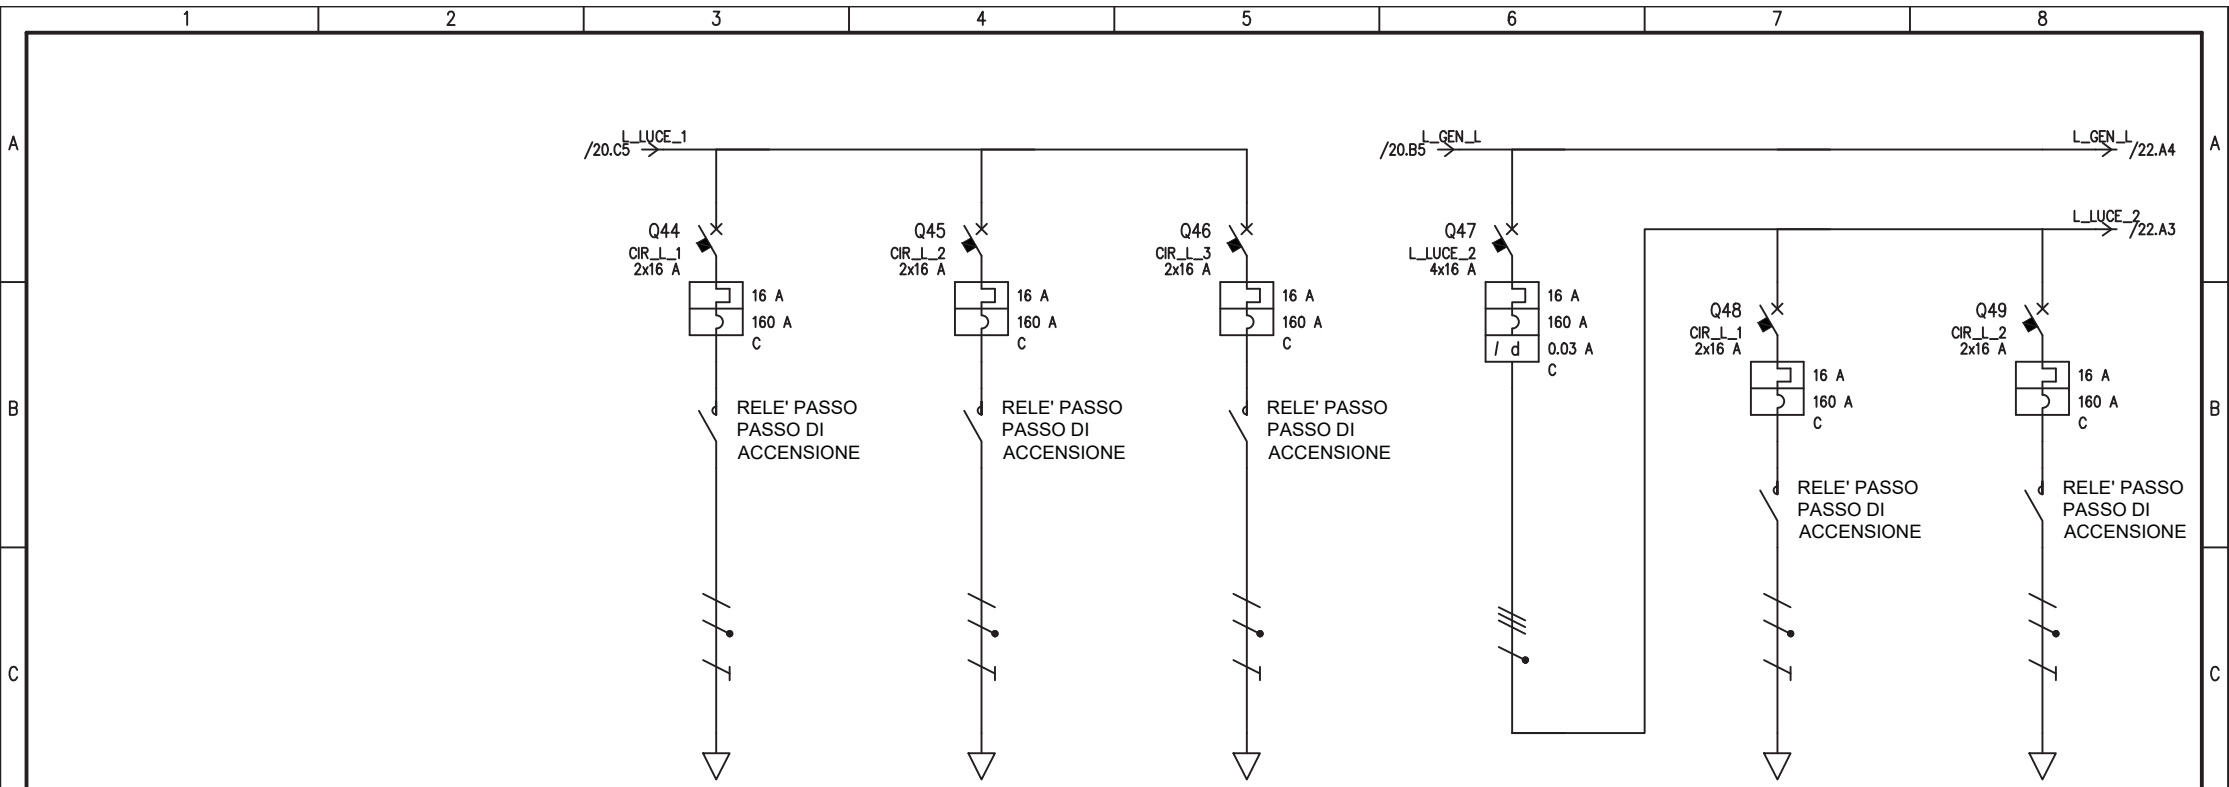 1 2 3 4 5 6 7 8
A A
L_LUCE_1
/20.C5
L_GEN_L
/20.B5
L_GEN_L
/22.A4
L_LUCE_2
/22.A3
Q44
CIR_L_1
2x16 A
16 A
160 A
C
RELE' PASSO
PASSO DI
ACCENSIONE
Q45
CIR_L_2
2x16 A
16 A
160 A
C
RELE' PASSO
PASSO DI
ACCENSIONE
Q46
CIR_L_3
2x16 A
16 A
160 A
C
RELE' PASSO
PASSO DI
ACCENSIONE
Q47
L_LUCE_2
4x16 A
16 A
160 A
I d 0.03 A
C
Q48
CIR_L_1
2x16 A
16 A
160 A
C
RELE' PASSO
PASSO DI
ACCENSIONE
Q49
CIR_L_2
2x16 A
16 A
160 A
C
RELE' PASSO
PASSO DI
ACCENSIONE
B B
C C